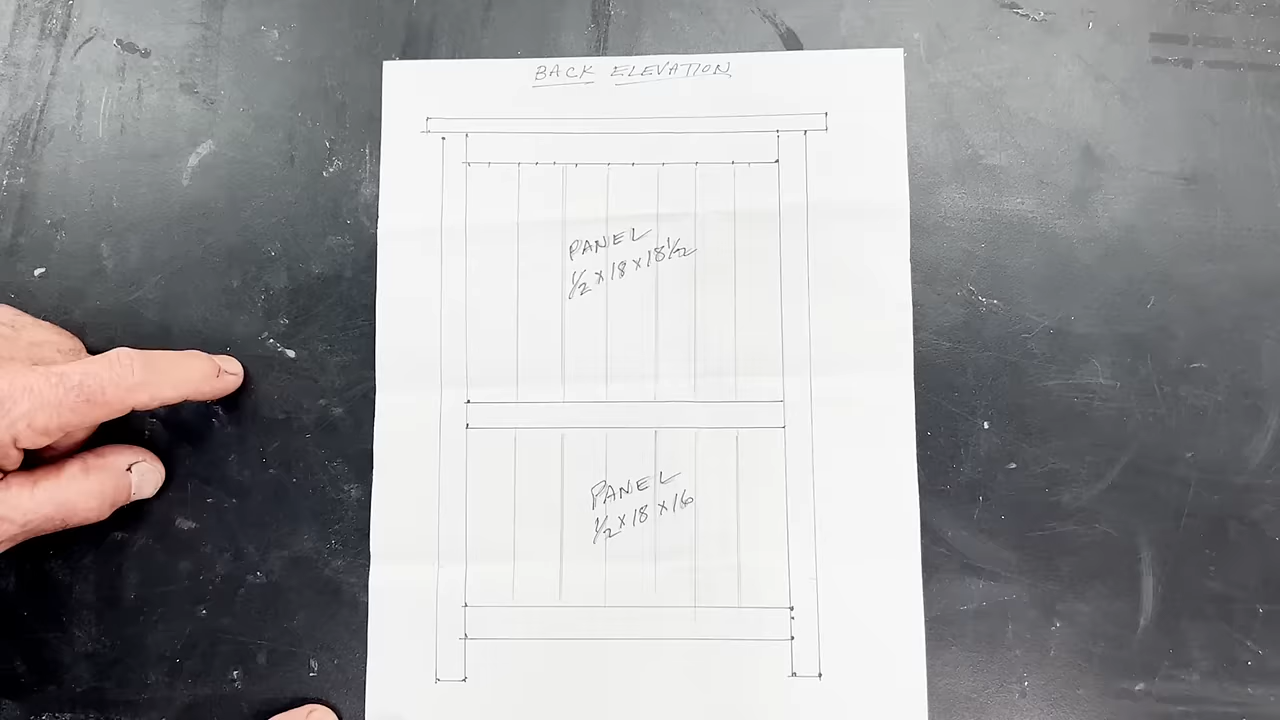 BACK ELEVATION
PANEL
1/2 x 18 x 18 1/2
PANEL
1/2 x 18 x 16